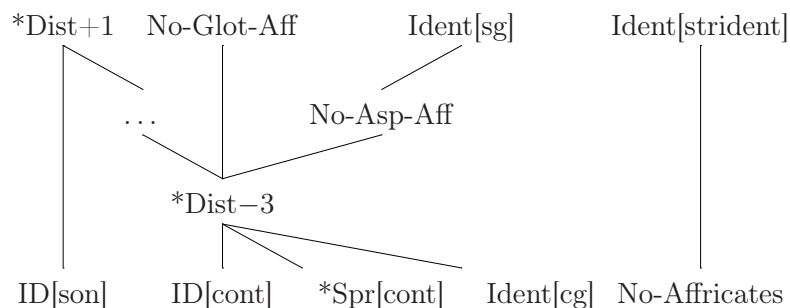 *Dist+1 No-Glot-Aff Ident[sg] Ident[strident]
... No-Asp-Aff
*Dist−3
ID[son] ID[cont] *Spr[cont] Ident[cg] No-Affricates